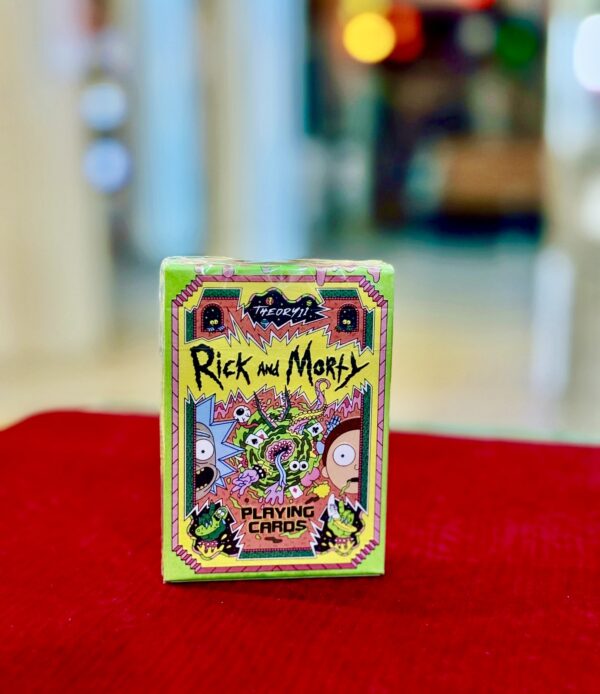 THEORY11
RICK AND MORTY
PLAYING
CARDS